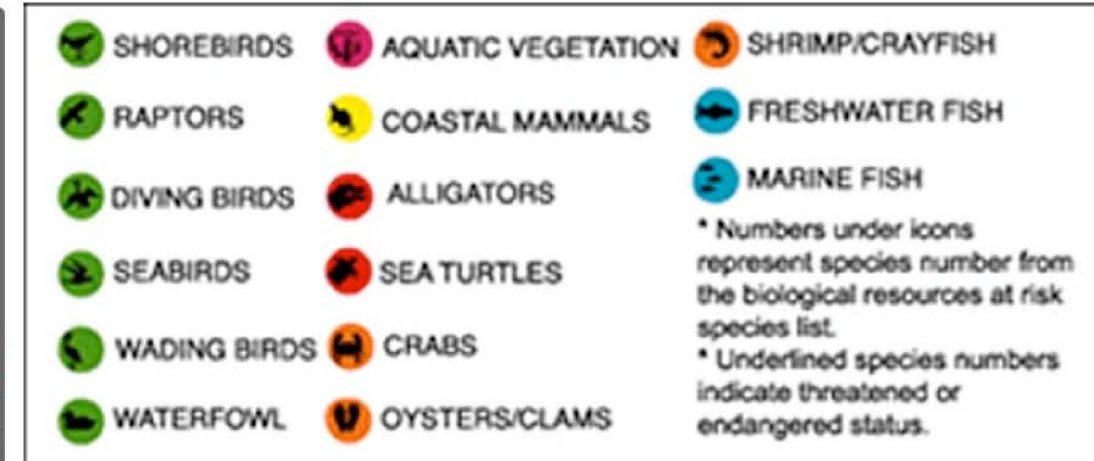 SHOREBIRDS
RAPTORS
DIVING BIRDS
SEABIRDS
WADING BIRDS
WATERFOWL
AQUATIC VEGETATION
COASTAL MAMMALS
ALLIGATORS
SEA TURTLES
CRABS
OYSTERS/CLAMS
SHRIMP/CRAYFISH
FRESHWATER FISH
MARINE FISH
* Numbers under icons
represent species number from
the biological resources at risk
species list.
* Underlined species numbers
indicate threatened or
endangered status.